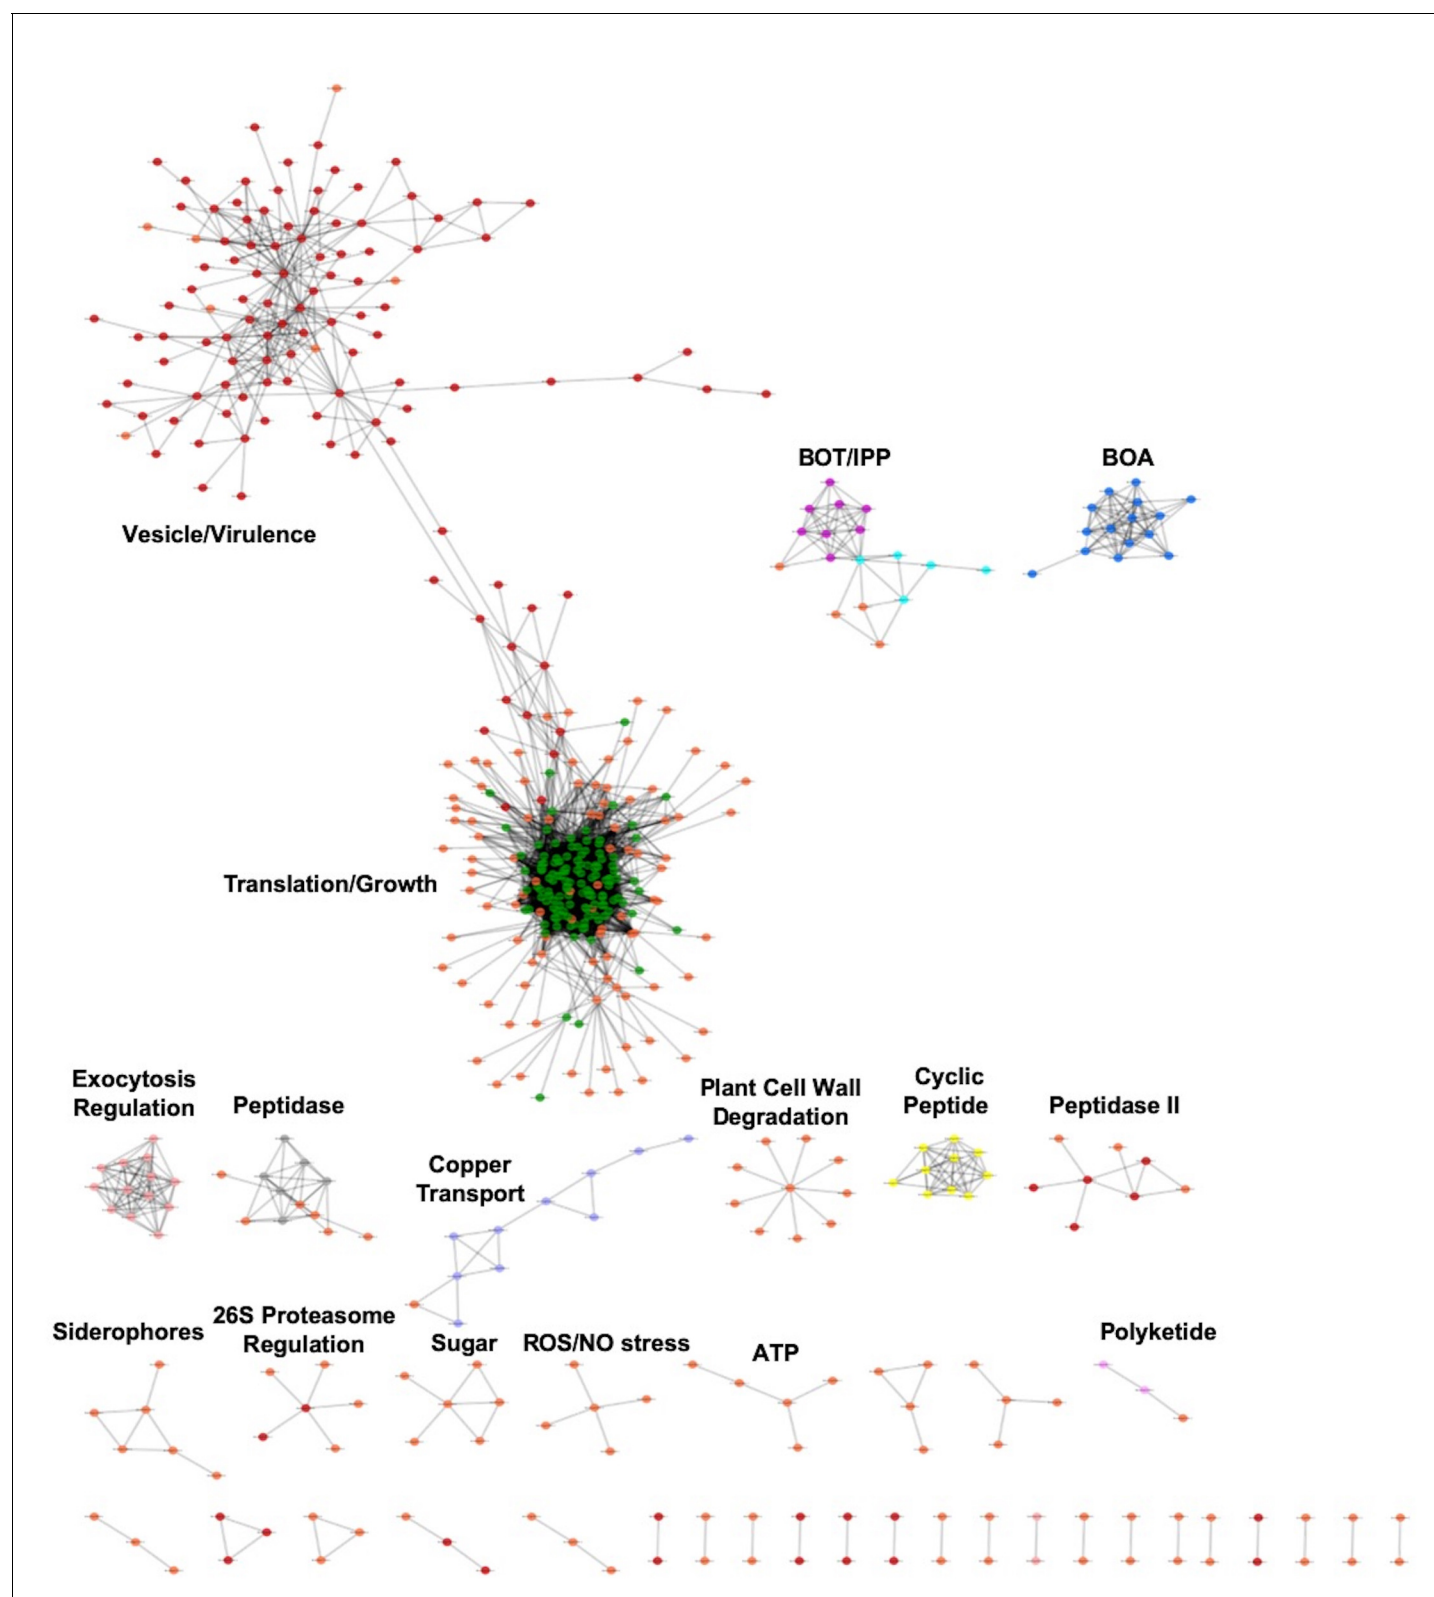 BOT/IPP
BOA
Vesicle/Virulence
Translation/Growth
Exocytosis
Regulation
Peptidase
Copper
Transport
Plant Cell Wall
Degradation
Cyclic
Peptide
Peptidase II
Siderophores
26S Proteasome
Regulation
Sugar
ROS/NO stress
ATP
Polyketide